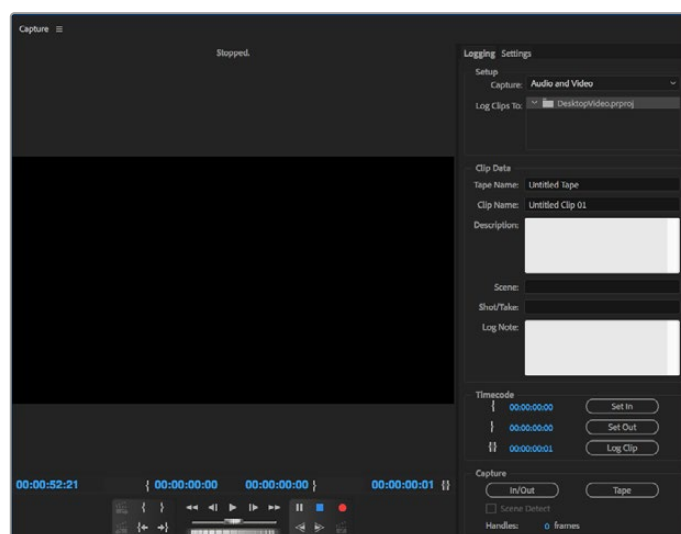 Capture
Stopped.
Logging Settings
Setup
Capture: Audio and Video
Log Clips To: DesktopVideo.prproj
Clip Data
Tape Name: Untitled Tape
Clip Name: Untitled Clip 01
Description:
Scene:
Shot/Take:
Log Note:
Timecode
{ 00:00:00:00 Set In
} 00:00:00:00 Set Out
{} 00:00:00:01 Log Clip
00:00:52:21 { 00:00:00:00 00:00:00:00 } 00:00:00:01 {}
Capture
In/Out Tape
Scene Detect
Handles: 0 frames